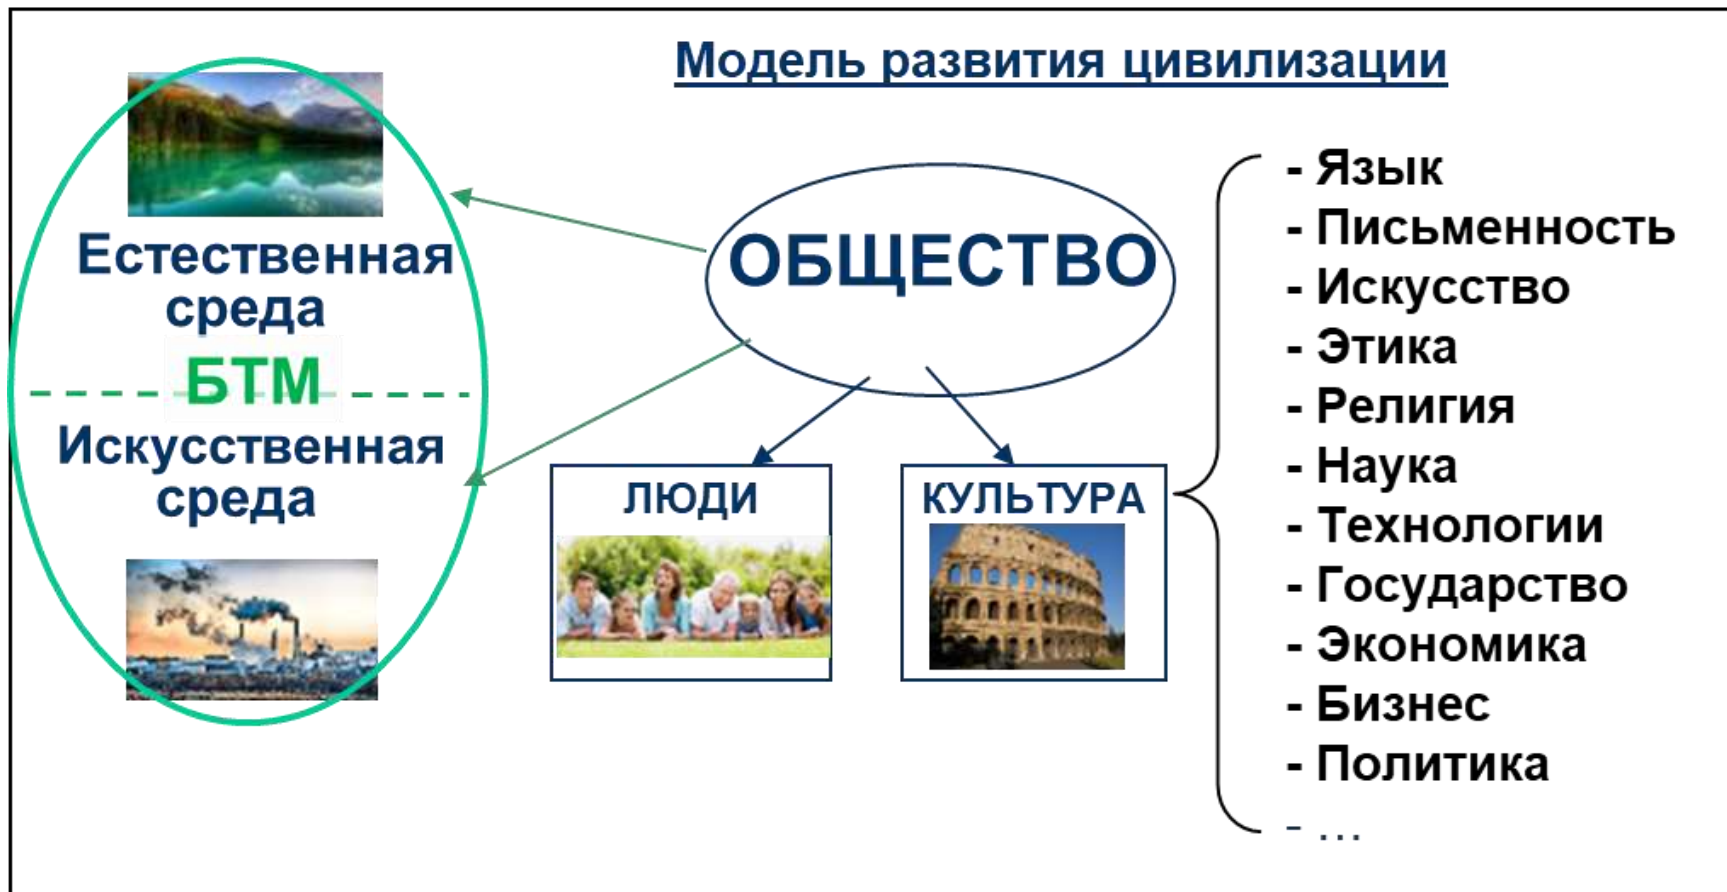 Модель развития цивилизации
Естественная
среда
БТМ
Искусственная
среда
ОБЩЕСТВО
ЛЮДИ
КУЛЬТУРА
- Язык
- Письменность
- Искусство
- Этика
- Религия
- Наука
- Технологии
- Государство
- Экономика
- Бизнес
- Политика
- ...